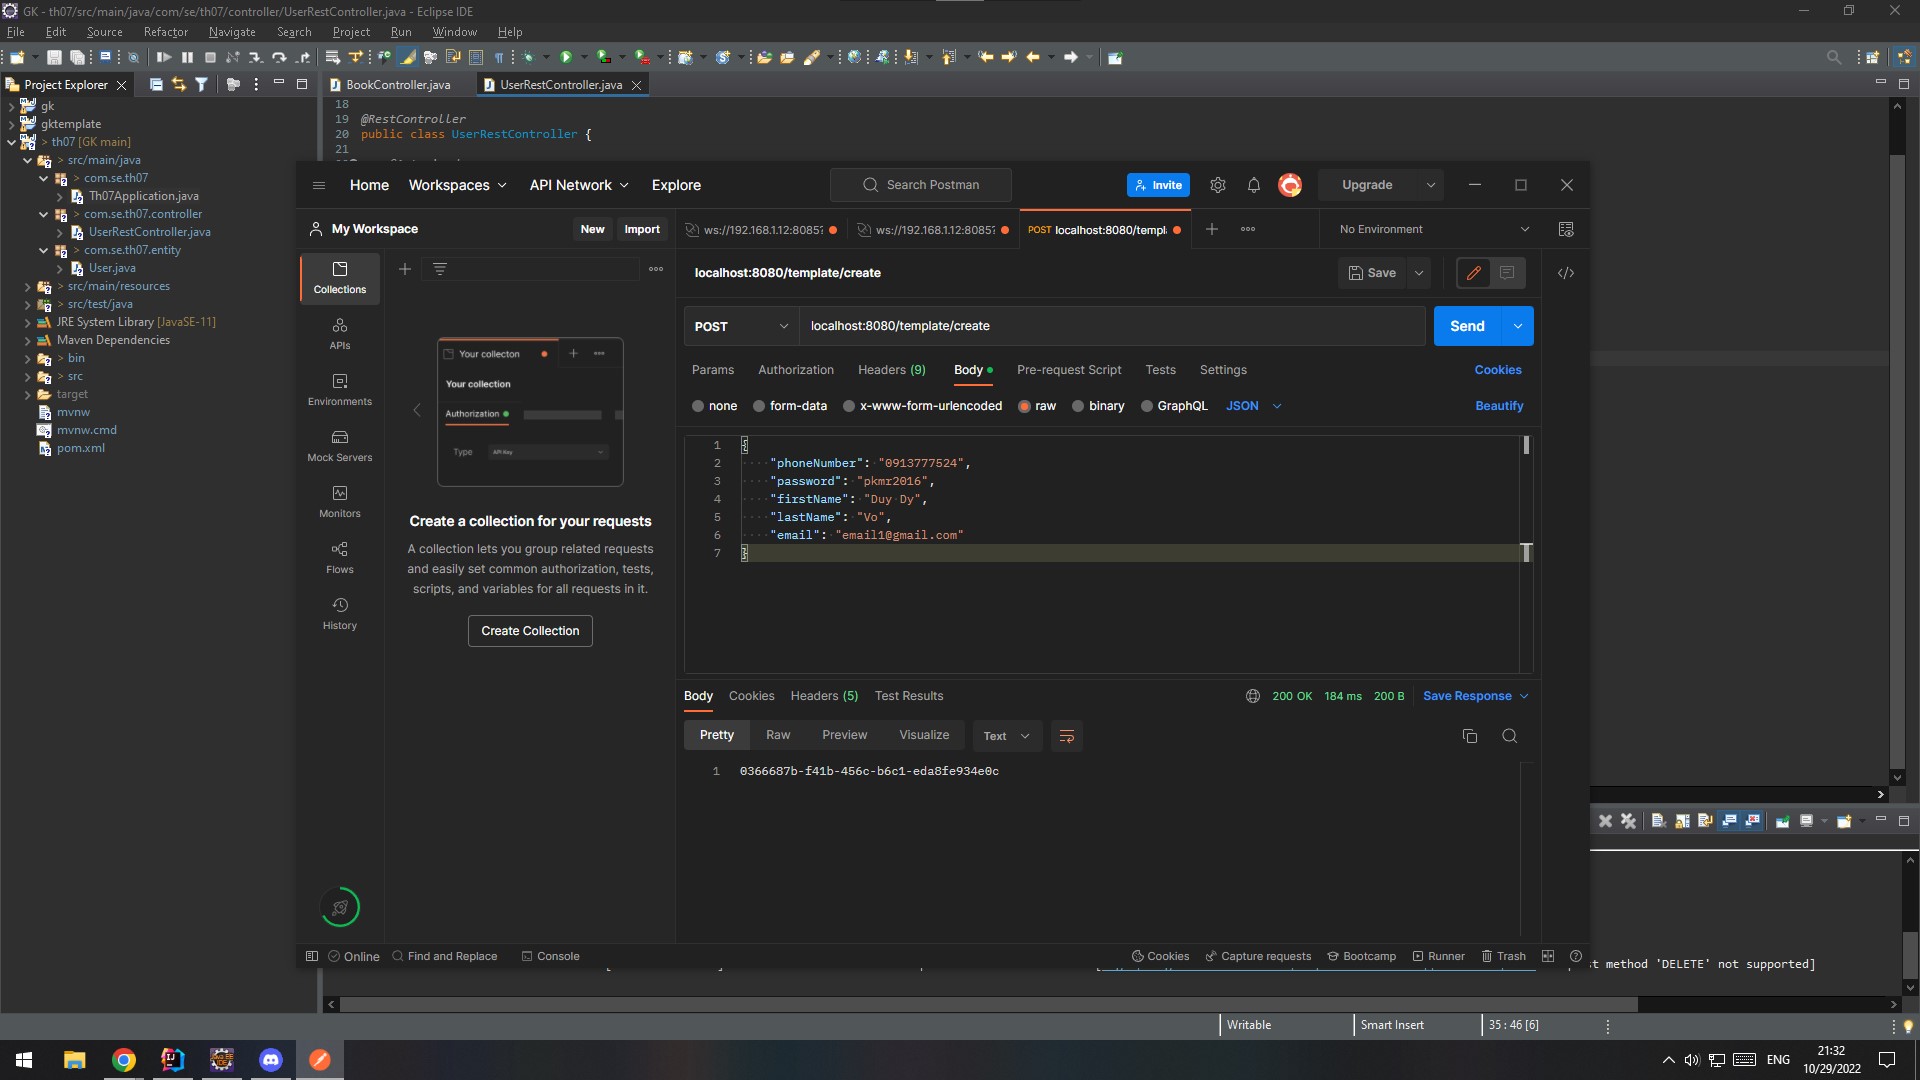 GK - th07/src/main/java/com/se/th07/controller/UserRestController.java - Eclipse IDE
File Edit Source Refactor Navigate Search Project Run Window Help
Project Explorer
BookController.java
UserRestController.java
gk
gktemplate
> th07 [GK main]
> src/main/java
> com.se.th07
Th07Application.java
> com.se.th07.controller
UserRestController.java
> com.se.th07.entity
User.java
> src/main/resources
> src/test/java
JRE System Library [JavaSE-11]
Maven Dependencies
> bin
> src
target
mvnw
mvnw.cmd
pom.xml
18
19 @RestController
20 public class UserRestController {
21
Home Workspaces API Network Explore
Search Postman
Invite
Upgrade
My Workspace
New Import
ws://192.168.1.12:8085?
ws://192.168.1.12:8085?
POST localhost:8080/templ
No Environment
Collections
APIs
Environments
Mock Servers
Monitors
Flows
History
Your collecton
Your collection
Authorization
Type API Key
Create a collection for your requests
A collection lets you group related requests
and easily set common authorization, tests,
scripts, and variables for all requests in it.
Create Collection
localhost:8080/template/create
Save
POST localhost:8080/template/create
Send
Params Authorization Headers (9) Body Pre-request Script Tests Settings
Cookies
none form-data x-www-form-urlencoded raw binary GraphQL JSON
Beautify
1 {
2 "phoneNumber": "0913777524",
3 "password": "pkmr2016",
4 "firstName": "Duy Dy",
5 "lastName": "Vo",
6 "email": "email1@gmail.com"
7 }
Body Cookies Headers (5) Test Results
200 OK 184 ms 200 B Save Response
Pretty Raw Preview Visualize Text
1 0366687b-f41b-456c-b6c1-eda8fe934e0c
Online Find and Replace Console
Cookies Capture requests Bootcamp Runner Trash
st method 'DELETE' not supported]
Writable Smart Insert 35 : 46 [6]
ENG
21:32
10/29/2022